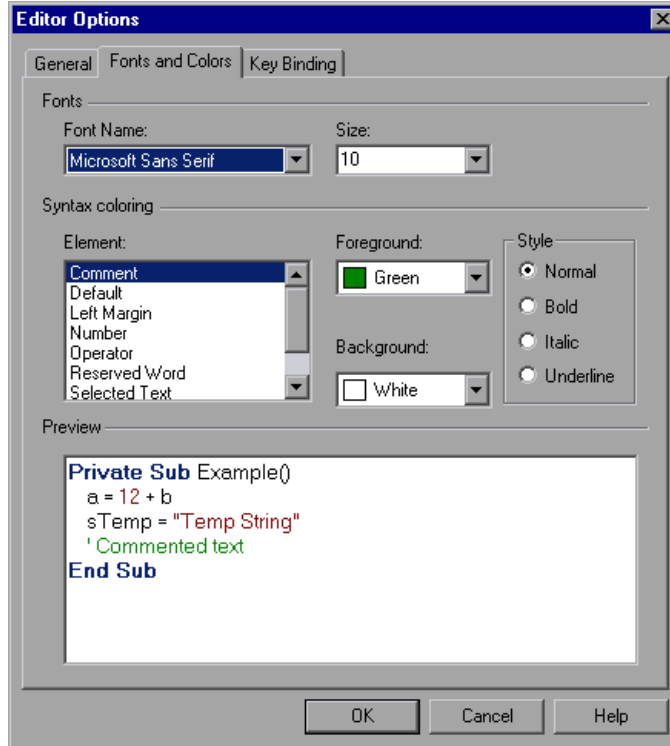 Editor Options
General Fonts and Colors Key Binding
Fonts
Font Name: Size:
Microsoft Sans Serif 10
Syntax coloring
Element: Foreground: Style
Comment Green Normal
Default
Left Margin Bold
Number
Operator Background: Italic
Reserved Word Underline
Selected Text White
Preview
Private Sub Example()
a = 12 + b
sTemp = "Temp String"
' Commented text
End Sub
OK Cancel Help